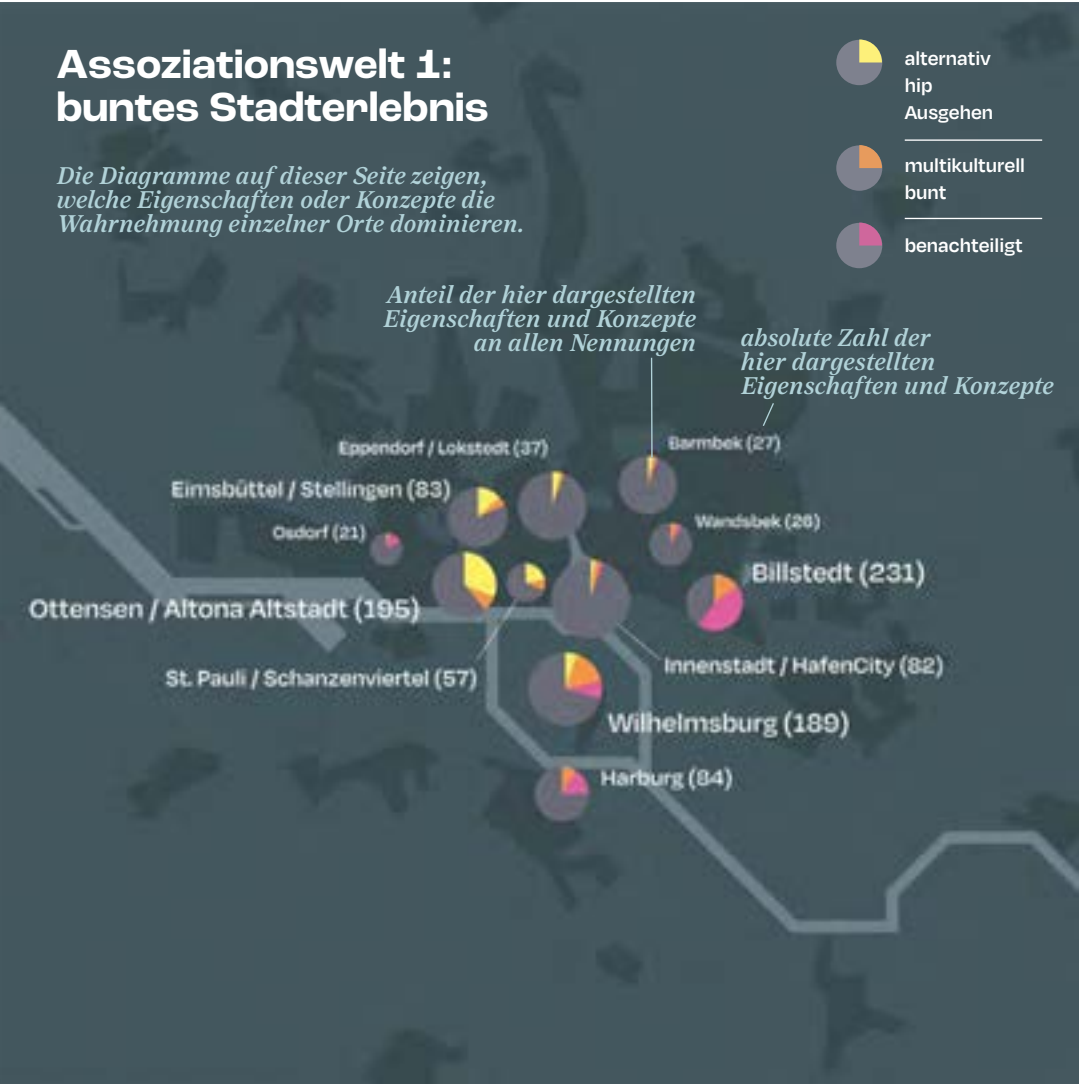 Assoziationswelt 1:
buntes Stadterlebnis
Die Diagramme auf dieser Seite zeigen,
welche Eigenschaften oder Konzepte die
Wahrnehmung einzelner Orte dominieren.
alternativ
hip
Ausgehen
multikulturell
bunt
benachteiligt
Anteil der hier dargestellten
Eigenschaften und Konzepte
an allen Nennungen
absolute Zahl der
hier dargestellten
Eigenschaften und Konzepte
Eppendorf / Lokstedt (37)
Barmbek (27)
Eimsbüttel / Stellingen (83)
Osdorf (21)
Wandsbek (26)
Billstedt (231)
Ottensen / Altona Altstadt (195)
St. Pauli / Schanzenviertel (57)
Innenstadt / HafenCity (82)
Wilhelmsburg (189)
Harburg (84)